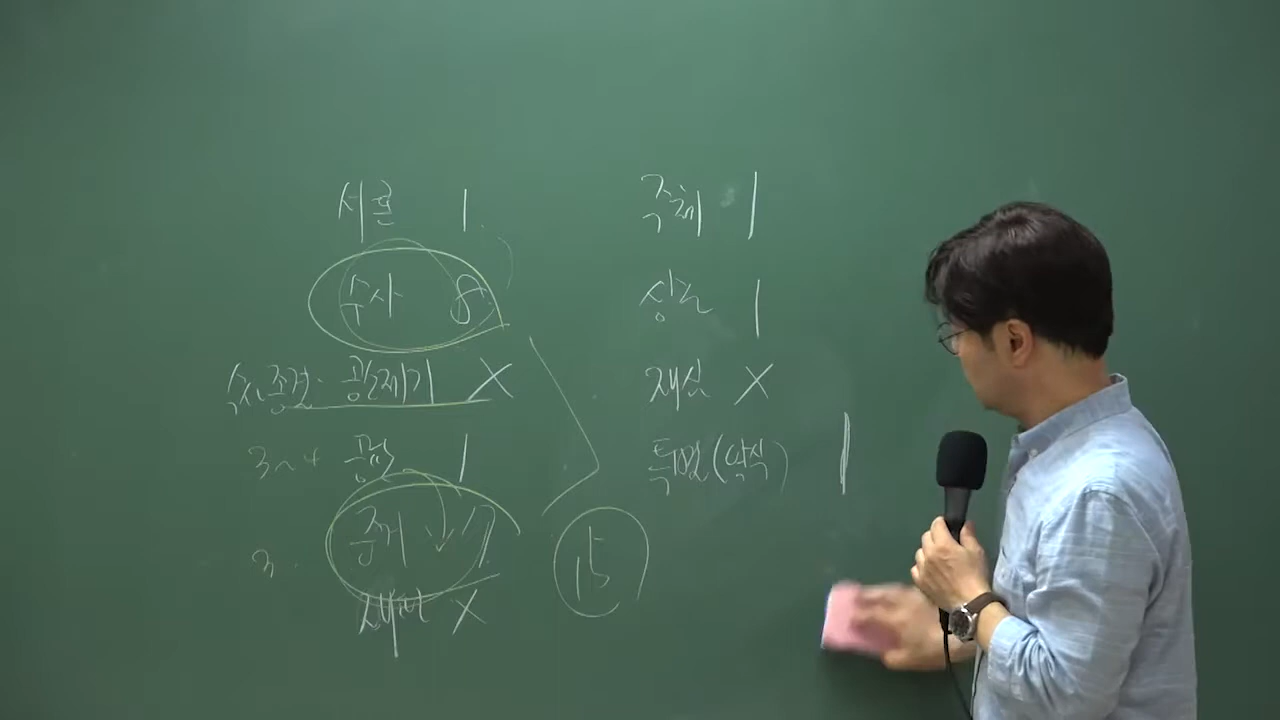 서론 1
수사 8
수사종결·공소제기 X
3~4 공판 1
3. 증거 7
재판 X
15
주체 1
상소 1
재심 X
특별(약식) 1